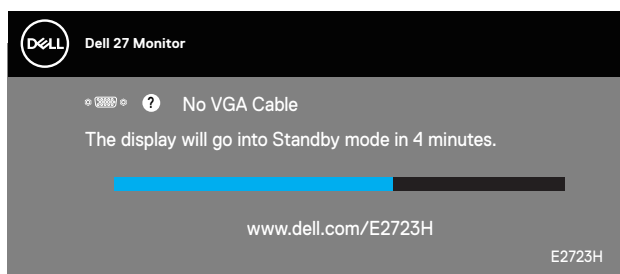 DELL
Dell 27 Monitor
? No VGA Cable
The display will go into Standby mode in 4 minutes.
www.dell.com/E2723H
E2723H